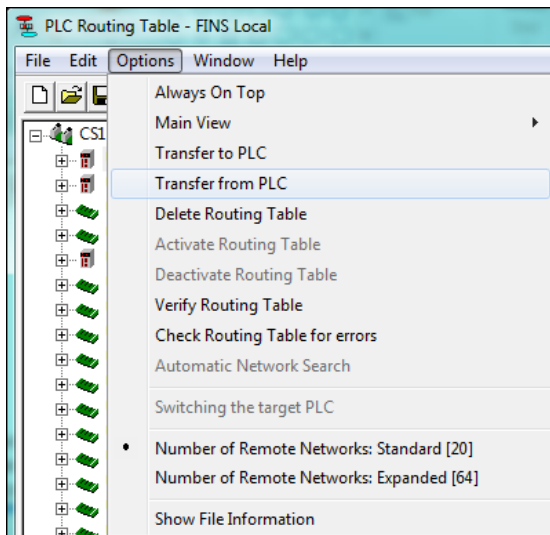 PLC Routing Table - FINS Local
File Edit Options Window Help
Always On Top
CS1
Main View
Transfer to PLC
Transfer from PLC
Delete Routing Table
Activate Routing Table
Deactivate Routing Table
Verify Routing Table
Check Routing Table for errors
Automatic Network Search
Switching the target PLC
Number of Remote Networks: Standard [20]
Number of Remote Networks: Expanded [64]
Show File Information